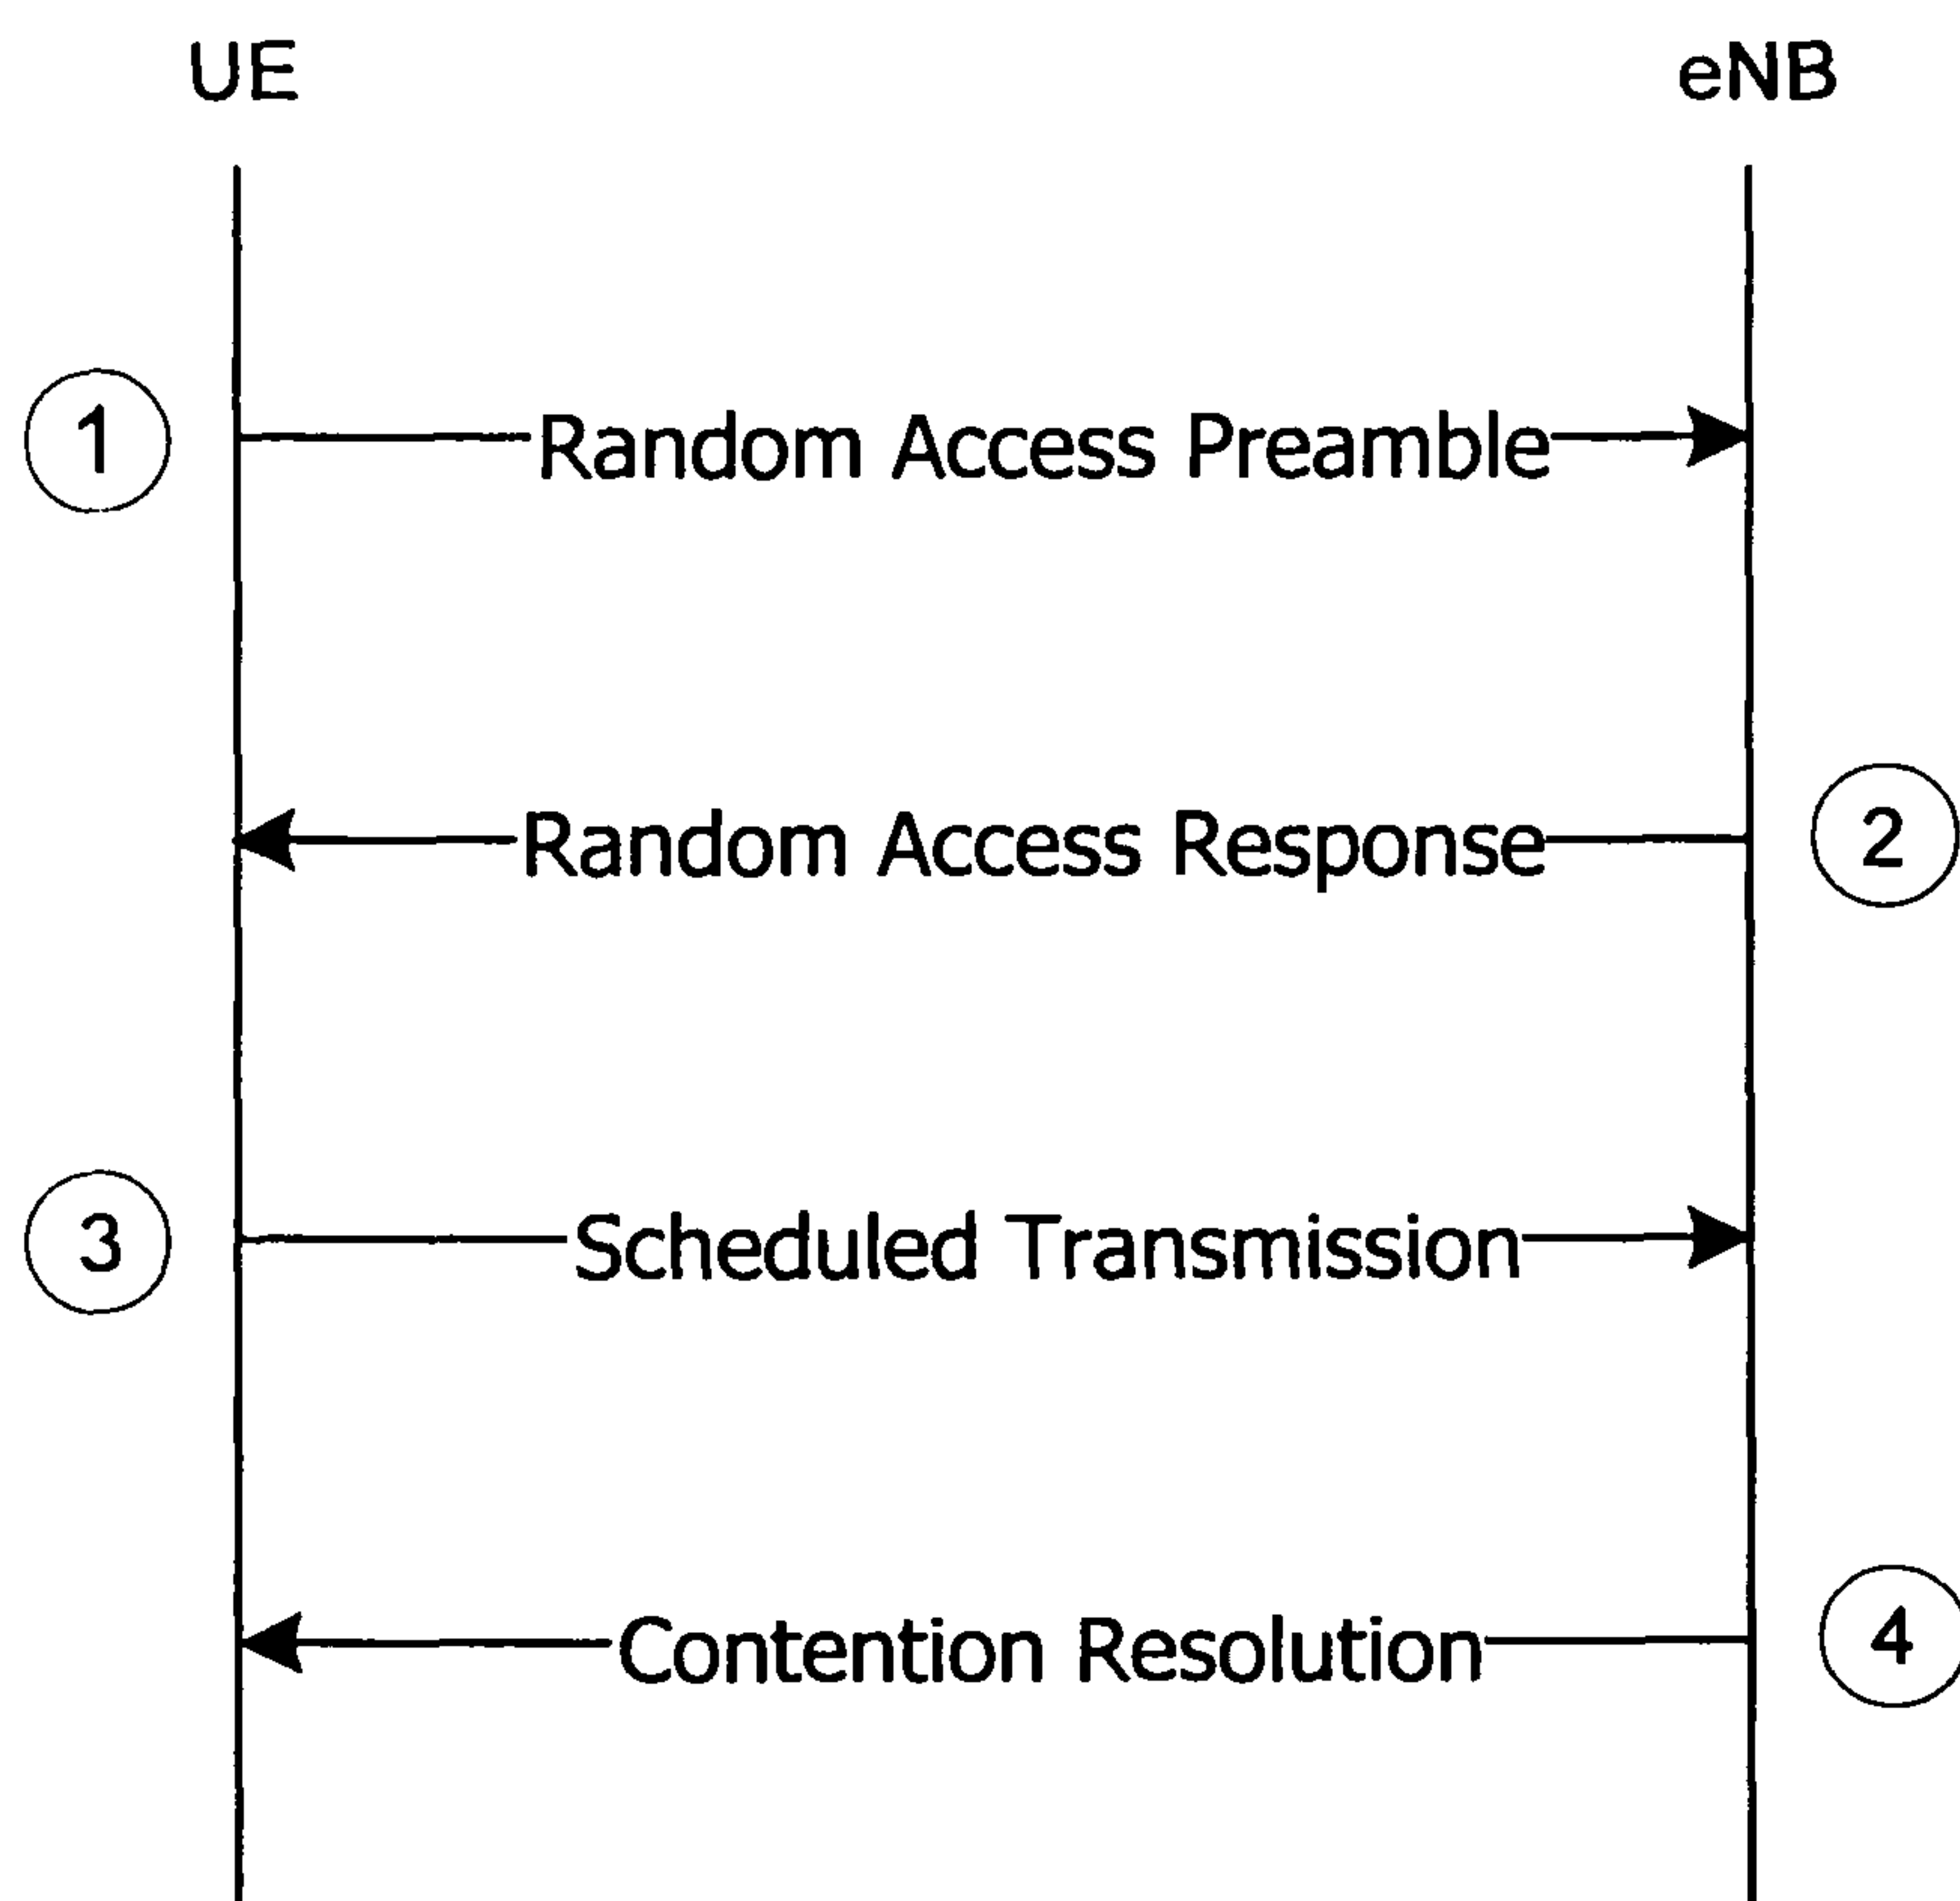 UE eNB
1 Random Access Preamble
Random Access Response 2
3 Scheduled Transmission
Contention Resolution 4